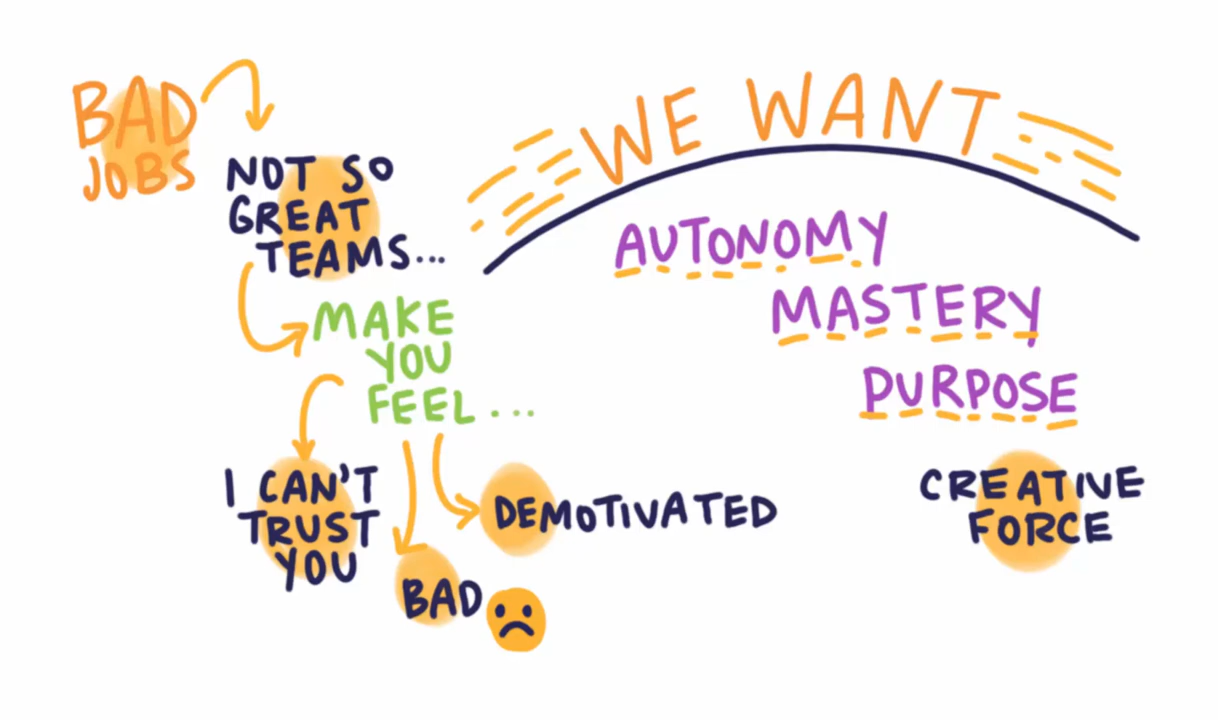 BAD
JOBS
NOT SO
GREAT
TEAMS...
MAKE
YOU
FEEL...
I CAN'T
TRUST
YOU
BAD
DEMOTIVATED
WE WANT
AUTONOMY
MASTERY
PURPOSE
CREATIVE
FORCE